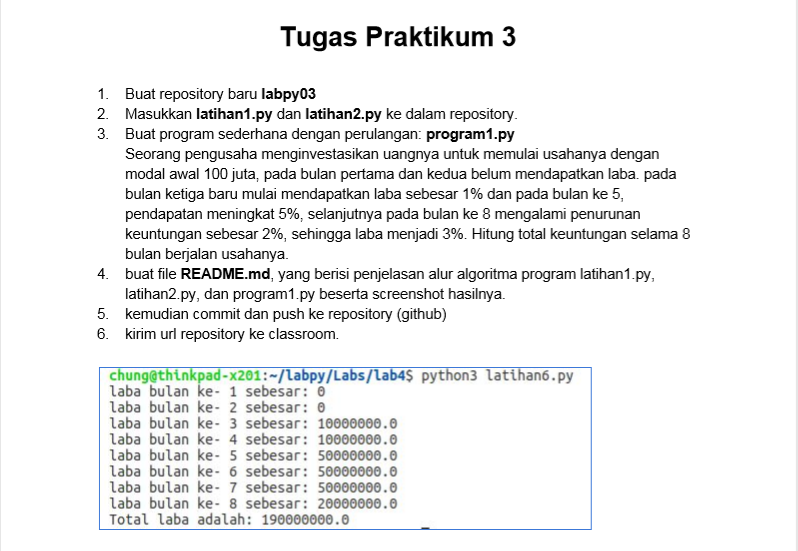 Tugas Praktikum 3
1. Buat repository baru labpy03
2. Masukkan latihan1.py dan latihan2.py ke dalam repository.
3. Buat program sederhana dengan perulangan: program1.py
Seorang pengusaha menginvestasikan uangnya untuk memulai usahanya dengan
modal awal 100 juta, pada bulan pertama dan kedua belum mendapatkan laba. pada
bulan ketiga baru mulai mendapatkan laba sebesar 1% dan pada bulan ke 5,
pendapatan meningkat 5%, selanjutnya pada bulan ke 8 mengalami penurunan
keuntungan sebesar 2%, sehingga laba menjadi 3%. Hitung total keuntungan selama 8
bulan berjalan usahanya.
4. buat file README.md, yang berisi penjelasan alur algoritma program latihan1.py,
latihan2.py, dan program1.py beserta screenshot hasilnya.
5. kemudian commit dan push ke repository (github)
6. kirim url repository ke classroom.
chung@thinkpad-x201:~/labpy/Labs/lab4$ python3 latihan6.py
laba bulan ke- 1 sebesar: 0
laba bulan ke- 2 sebesar: 0
laba bulan ke- 3 sebesar: 10000000.0
laba bulan ke- 4 sebesar: 10000000.0
laba bulan ke- 5 sebesar: 50000000.0
laba bulan ke- 6 sebesar: 50000000.0
laba bulan ke- 7 sebesar: 50000000.0
laba bulan ke- 8 sebesar: 20000000.0
Total laba adalah: 190000000.0